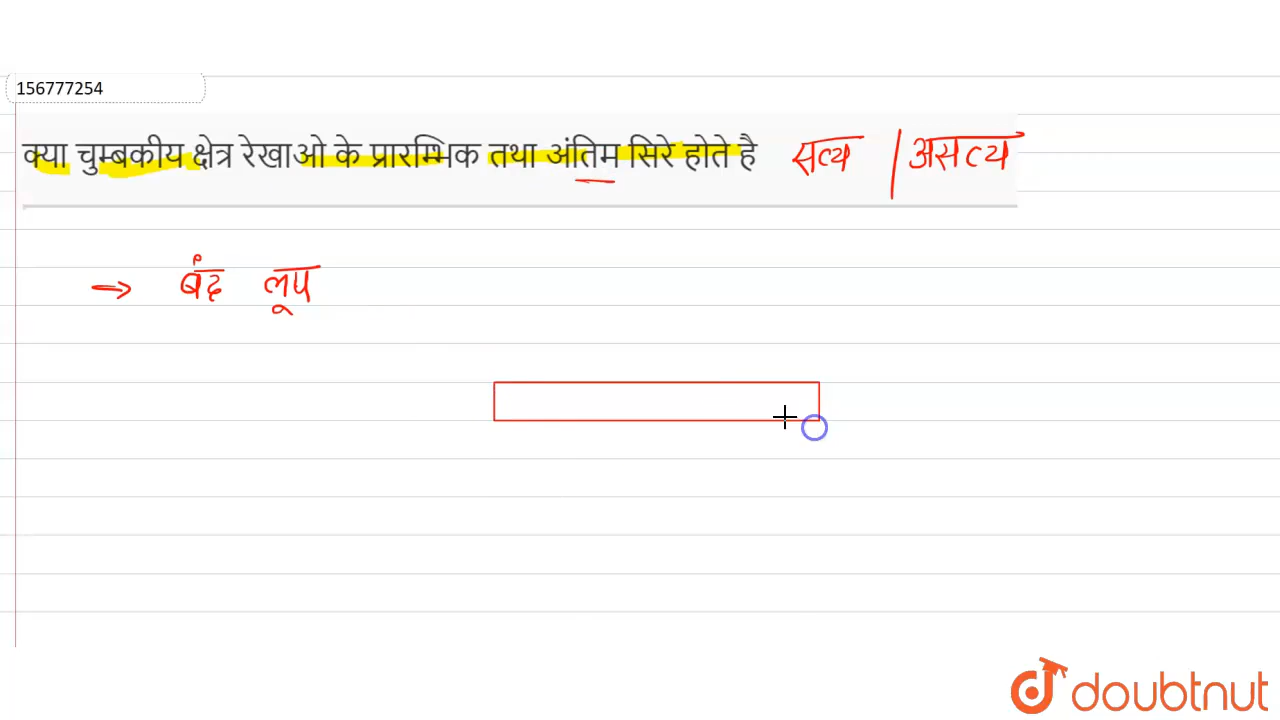 156777254
क्या चुम्बकीय क्षेत्र रेखाओ के प्रारम्भिक तथा अंतिम सिरे होते है सत्य / असत्य
→ बंद लूप
doubtnut